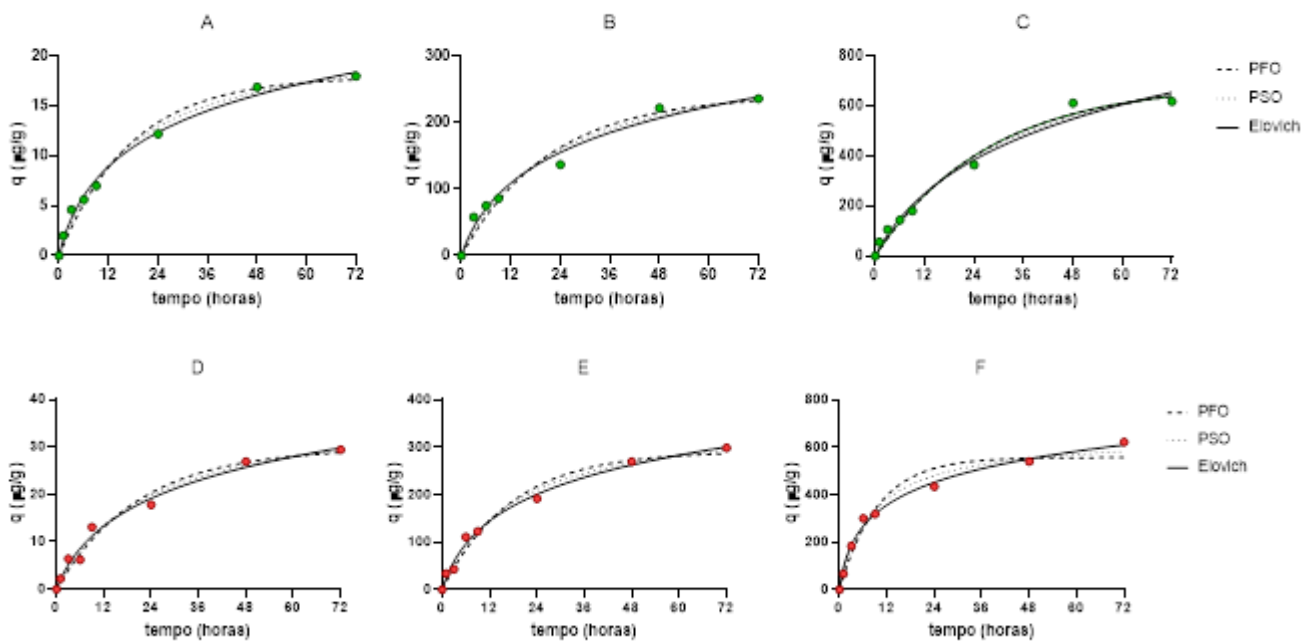 A
B
C
20
15
10
5
0
q (µg/g)
0 12 24 36 48 60 72
tempo (horas)
300
200
100
0
q (µg/g)
0 12 24 36 48 60 72
tempo (horas)
800
600
400
200
0
q (µg/g)
0 12 24 36 48 60 72
tempo (horas)
PFO
PSO
Elovich
D
E
F
40
30
20
10
0
q (µg/g)
0 12 24 36 48 60 72
tempo (horas)
400
300
200
100
0
q (µg/g)
0 12 24 36 48 60 72
tempo (horas)
800
600
400
200
0
q (µg/g)
0 12 24 36 48 60 72
tempo (horas)
PFO
PSO
Elovich